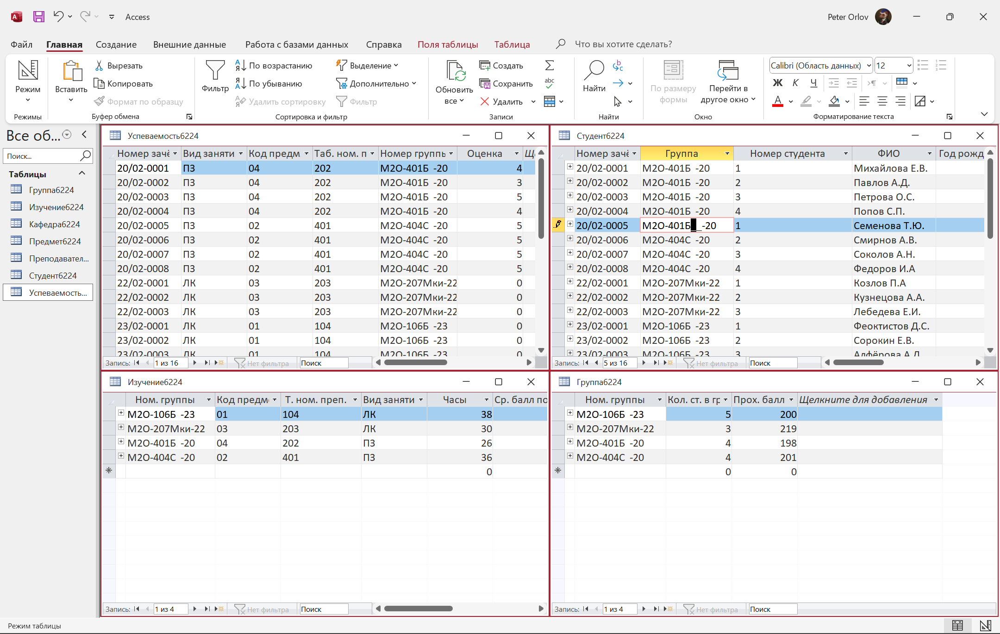 Access
Peter Orlov
Файл Главная Создание Внешние данные Работа с базами данных Справка Поля таблицы Таблица Что вы хотите сделать?
Режим
Режимы
Вставить
Вырезать
Копировать
Формат по образцу
Буфер обмена
Фильтр
По возрастанию
По убыванию
Удалить сортировку
Выделение
Дополнительно
Фильтр
Сортировка и фильтр
Обновить
все
Создать
Сохранить
Удалить
Записи
Найти
Найти
По размеру
формы
Перейти в
другое окно
Окно
Calibri (Область данных) 12
Ж К Ч
Форматирование текста
Все об...
Поиск...
Таблицы
Группа6224
Изучение6224
Кафедра6224
Предмет6224
Преподавател...
Студент6224
Успеваемость...
Успеваемость6224
Номер зачё Вид заняти Код предм Таб. ном. п Номер группы Оценка Ще
20/02-0001 ПЗ 04 202 М2О-401Б -20 4
20/02-0002 ПЗ 04 202 М2О-401Б -20 3
20/02-0003 ПЗ 04 202 М2О-401Б -20 5
20/02-0004 ПЗ 04 202 М2О-401Б -20 4
20/02-0005 ПЗ 02 401 М2О-404С -20 5
20/02-0006 ПЗ 02 401 М2О-404С -20 5
20/02-0007 ПЗ 02 401 М2О-404С -20 5
20/02-0008 ПЗ 02 401 М2О-404С -20 5
22/02-0001 ЛК 03 203 М2О-207Мки-22 0
22/02-0002 ЛК 03 203 М2О-207Мки-22 0
22/02-0003 ЛК 03 203 М2О-207Мки-22 0
23/02-0001 ЛК 01 104 М2О-106Б -23 0
23/02-0002 ЛК 01 104 М2О-106Б -23 0
23/02-0003 ЛК 01 104 М2О-106Б -23 0
Запись: 1 из 16 Нет фильтра Поиск
Студент6224
Номер зачё Группа Номер студента ФИО Год рожд
20/02-0001 М2О-401Б -20 1 Михайлова Е.В.
20/02-0002 М2О-401Б -20 2 Павлов А.Д.
20/02-0003 М2О-401Б -20 3 Петрова О.С.
20/02-0004 М2О-401Б -20 4 Попов С.П.
20/02-0005 М2О-401Б__-20 1 Семенова Т.Ю.
20/02-0006 М2О-404С -20 2 Смирнов А.В.
20/02-0007 М2О-404С -20 3 Соколов А.Н.
20/02-0008 М2О-404С -20 4 Федоров И.А
22/02-0001 М2О-207Мки-22 1 Козлов П.А
22/02-0002 М2О-207Мки-22 2 Кузнецова А.А.
22/02-0003 М2О-207Мки-22 3 Лебедева Е.И.
23/02-0001 М2О-106Б -23 1 Феоктистов Д.С.
23/02-0002 М2О-106Б -23 2 Сорокин Е.В.
23/02-0003 М2О-106Б -23 3 Алфёрова А.Д
Запись: 5 из 16 Нет фильтра Поиск
Изучение6224
Ном. группы Код предм Т. ном. преп. Вид заняти Часы Ср. балл по
М2О-106Б -23 01 104 ЛК 38
М2О-207Мки-22 03 203 ЛК 30
М2О-401Б -20 04 202 ПЗ 26
М2О-404С -20 02 401 ПЗ 36
0
Запись: 1 из 4 Нет фильтра Поиск
Группа6224
Ном. группы Кол. ст. в гр Прох. балл Щелкните для добавления
М2О-106Б -23 5 200
М2О-207Мки-22 3 219
М2О-401Б -20 4 198
М2О-404С -20 4 201
0 0
Запись: 1 из 4 Нет фильтра Поиск
Режим таблицы